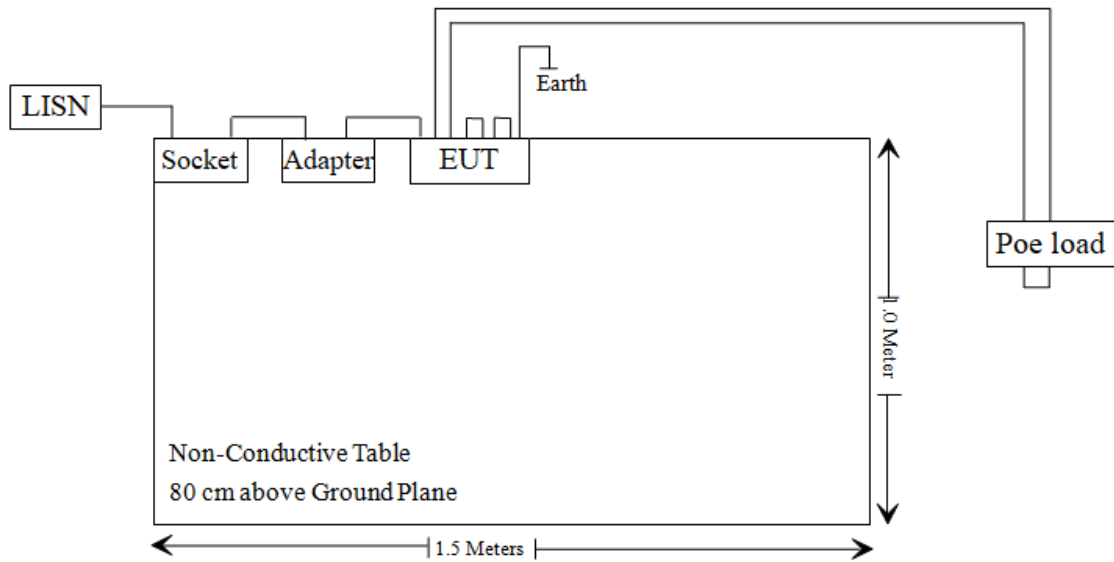 Earth
LISN
Socket
Adapter
EUT
Poe load
1.0 Meter
Non-Conductive Table
80 cm above Ground Plane
1.5 Meters